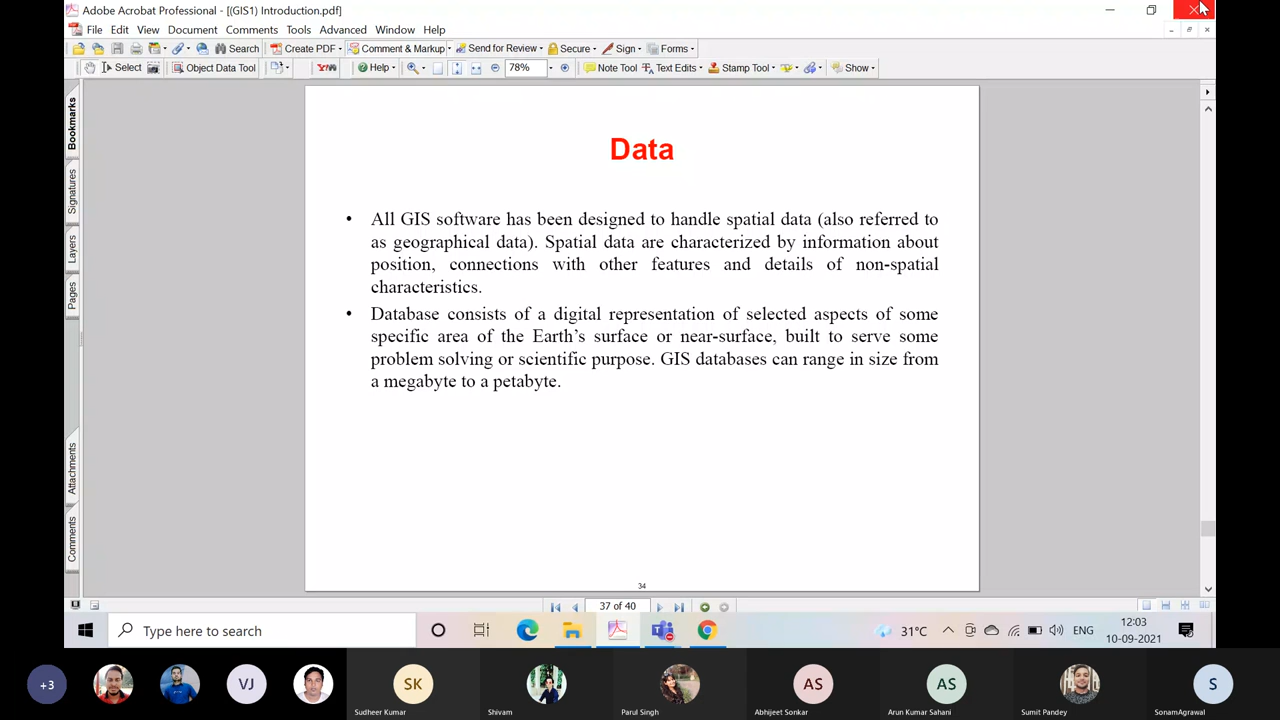 Adobe Acrobat Professional - [(GIS1) Introduction.pdf]
File Edit View Document Comments Tools Advanced Window Help
Search Create PDF Comment & Markup Send for Review Secure Sign Forms
Select Object Data Tool Y!! Help 78% Note Tool Text Edits Stamp Tool Show
Bookmarks
Signatures
Layers
Pages
Attachments
Comments
Data
• All GIS software has been designed to handle spatial data (also referred to
as geographical data). Spatial data are characterized by information about
position, connections with other features and details of non-spatial
characteristics.
• Database consists of a digital representation of selected aspects of some
specific area of the Earth's surface or near-surface, built to serve some
problem solving or scientific purpose. GIS databases can range in size from
a megabyte to a petabyte.
34
37 of 40
Type here to search
31°C
ENG
12:03
10-09-2021
+3
VJ
SK
AS
AS
S
Sudheer Kumar
Shivam
Parul Singh
Abhijeet Sonkar
Arun Kumar Sahani
Sumit Pandey
SonamAgrawal